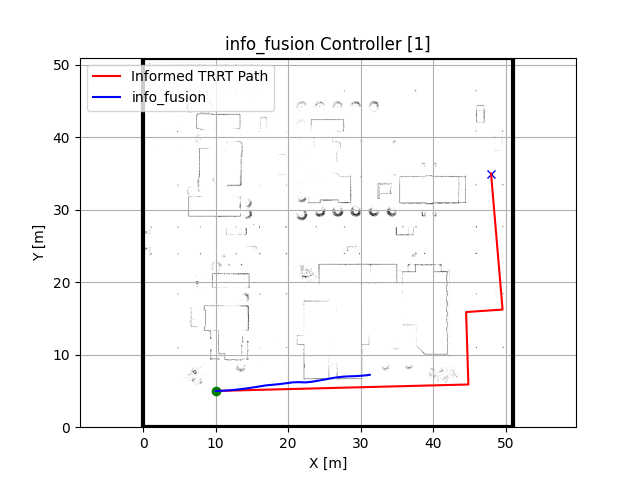 info_fusion Controller [1]
Informed TRRT Path
info_fusion
Y [m]
50
40
30
20
10
0
0 10 20 30 40 50
X [m]